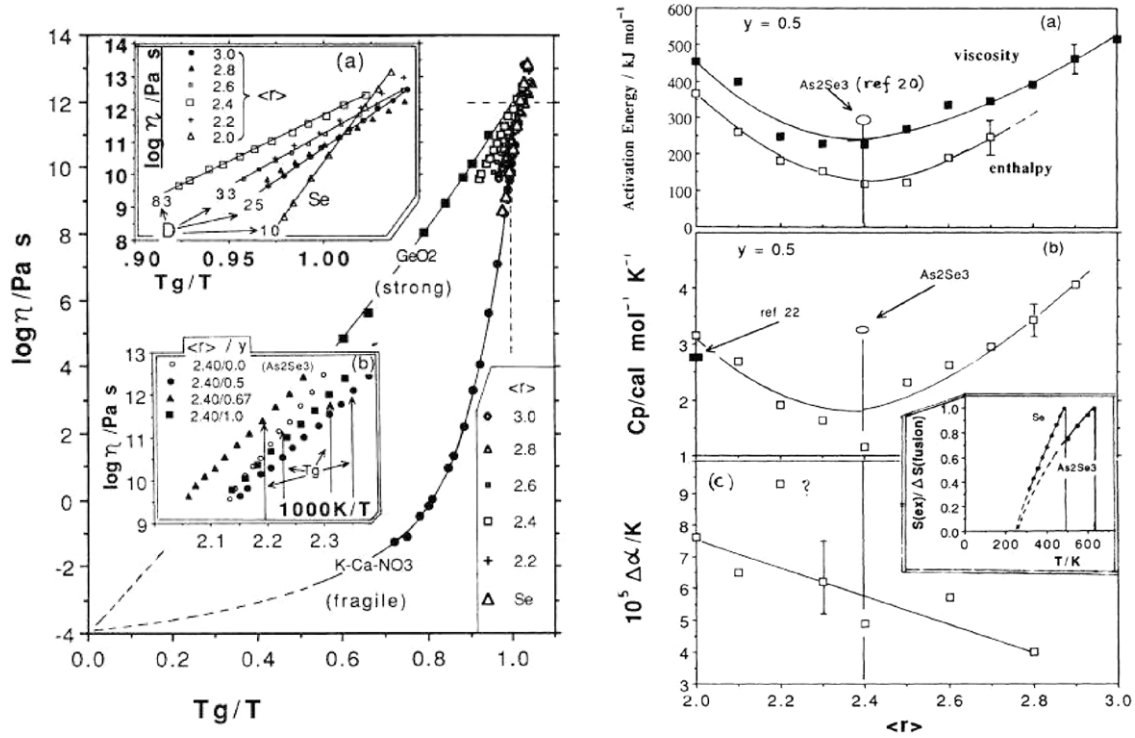 14
12
10
8
6
4
2
0
-2
-4
log η/Pa s
0.0 0.2 0.4 0.6 0.8 1.0
Tg/T
(a)
log η/Pa s
14
13
12
11
10
9
8
3.0
2.8
2.6
2.4
2.2
2.0
<r>
83
33
25
10
D
Se
.90 0.95 1.00
Tg/T
GeO2
(strong)
<r> / y
2.40/0.0 (As2Se3)
2.40/0.5
2.40/0.67
2.40/1.0
(b)
log η/Pa s
13
12
11
10
9
Tg
1000K/T
2.1 2.2 2.3
K-Ca-NO3
(fragile)
<r>
3.0
2.8
2.6
2.4
2.2
Se
Activation Energy / kJ mol⁻¹
600
500
400
300
200
100
0
y = 0.5
(a)
viscosity
As2Se3 (ref 20)
enthalpy
Cp/cal mol⁻¹ K⁻¹
4
3
2
1
y = 0.5
(b)
As2Se3
ref 22
S(ex)/ΔS(fusion)
1.0
0.8
0.6
0.4
0.2
0.0
Se
As2Se3
0 200 400 600
T/K
(c)
?
10⁵ Δα/K
9
8
7
6
5
4
3
2.0 2.2 2.4 2.6 2.8 3.0
<r>